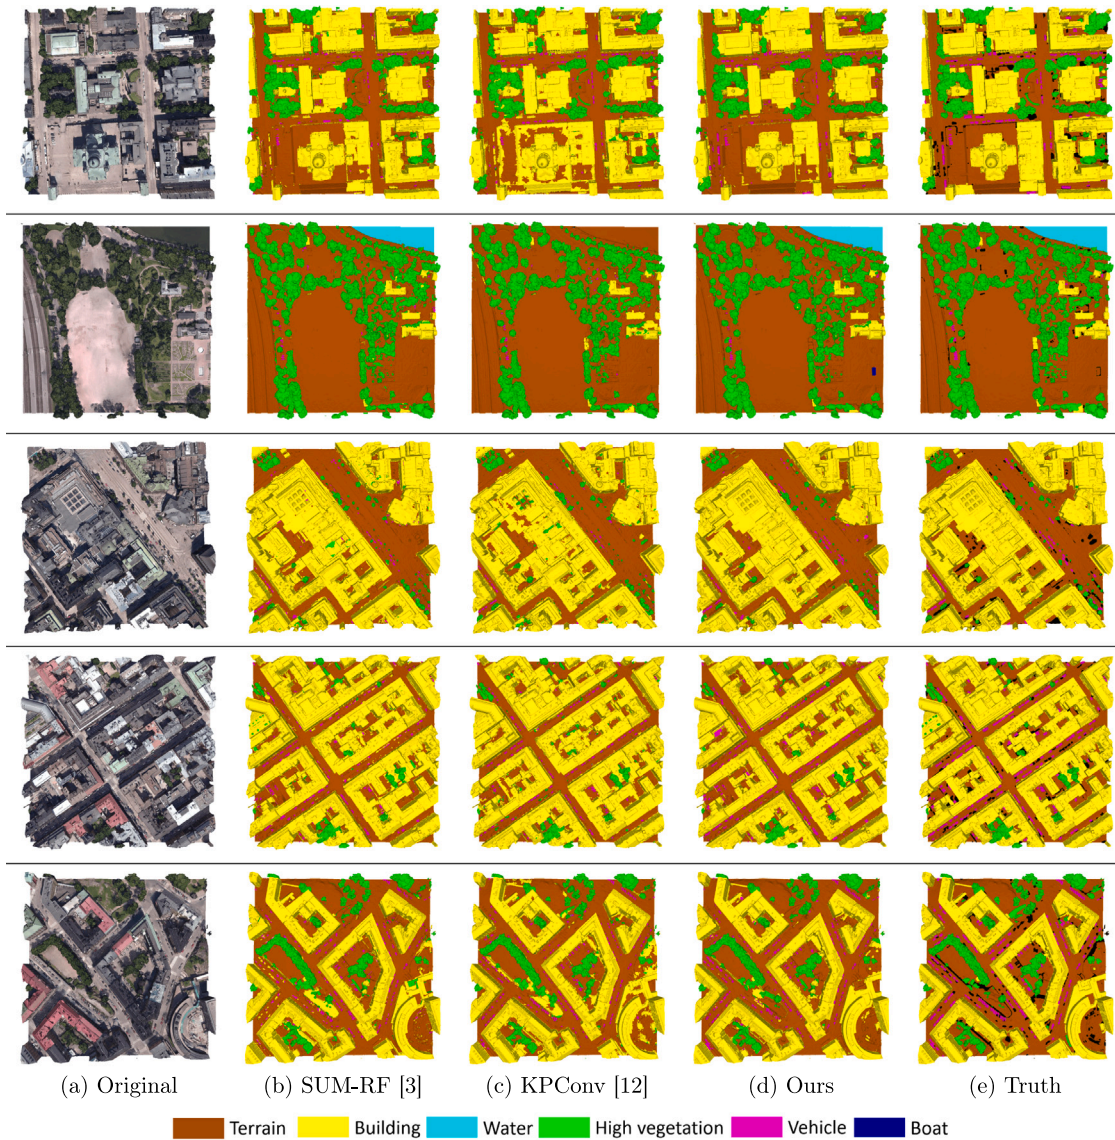 (a) Original (b) SUM-RF [3] (c) KPConv [12] (d) Ours (e) Truth
Terrain Building Water High vegetation Vehicle Boat